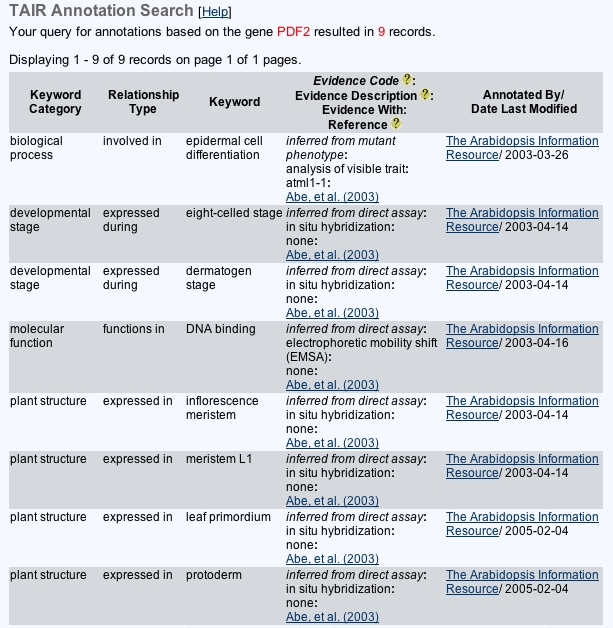 TAIR Annotation Search [Help]
Your query for annotations based on the gene PDF2 resulted in 9 records.
Displaying 1 - 9 of 9 records on page 1 of 1 pages.
Keyword Category
Relationship Type
Keyword
Evidence Code ?:
Evidence Description ?:
Evidence With:
Reference ?
Annotated By/
Date Last Modified
biological process
involved in
epidermal cell differentiation
inferred from mutant
phenotype:
analysis of visible trait:
atml1-1:
Abe, et al. (2003)
The Arabidopsis Information
Resource/ 2003-03-26
developmental stage
expressed during
eight-celled stage
inferred from direct assay:
in situ hybridization:
none:
Abe, et al. (2003)
The Arabidopsis Information
Resource/ 2003-04-14
developmental stage
expressed during
dermatogen stage
inferred from direct assay:
in situ hybridization:
none:
Abe, et al. (2003)
The Arabidopsis Information
Resource/ 2003-04-14
molecular function
functions in
DNA binding
inferred from direct assay:
electrophoretic mobility shift
(EMSA):
none:
Abe, et al. (2003)
The Arabidopsis Information
Resource/ 2003-04-16
plant structure
expressed in
inflorescence meristem
inferred from direct assay:
in situ hybridization:
none:
Abe, et al. (2003)
The Arabidopsis Information
Resource/ 2003-04-14
plant structure
expressed in
meristem L1
inferred from direct assay:
in situ hybridization:
none:
Abe, et al. (2003)
The Arabidopsis Information
Resource/ 2003-04-14
plant structure
expressed in
leaf primordium
inferred from direct assay:
in situ hybridization:
none:
Abe, et al. (2003)
The Arabidopsis Information
Resource/ 2005-02-04
plant structure
expressed in
protoderm
inferred from direct assay:
in situ hybridization:
none:
Abe, et al. (2003)
The Arabidopsis Information
Resource/ 2005-02-04